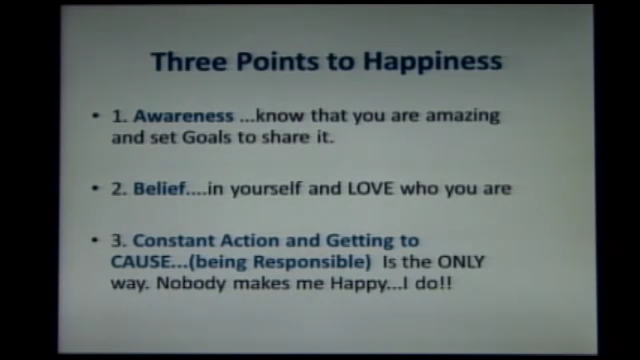 Three Points to Happiness
• 1. Awareness ...know that you are amazing
and set Goals to share it.
• 2. Belief....in yourself and LOVE who you are
• 3. Constant Action and Getting to
CAUSE...(being Responsible) Is the ONLY
way. Nobody makes me Happy...I do!!